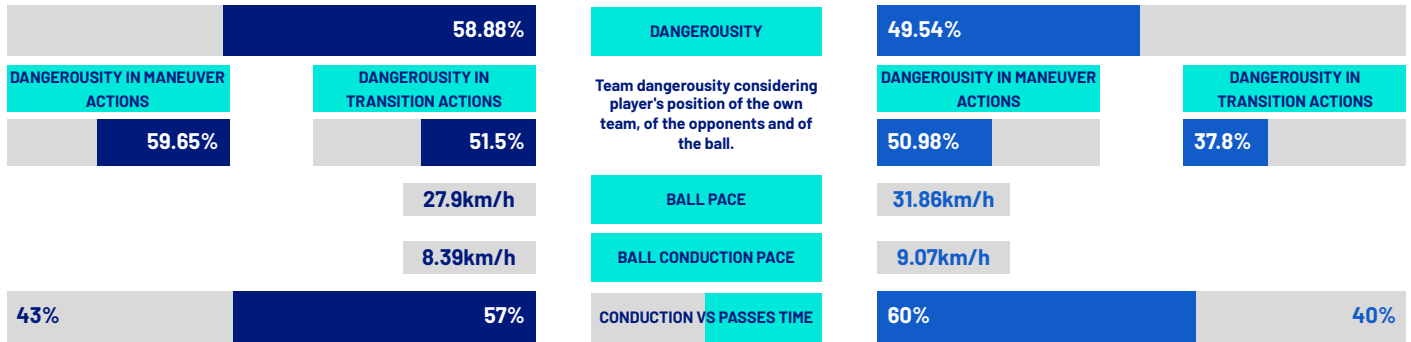 58.88%
DANGEROUSITY
49.54%
DANGEROUSITY IN MANEUVER
ACTIONS
DANGEROUSITY IN
TRANSITION ACTIONS
Team dangerousity considering
player's position of the own
team, of the opponents and of
the ball.
DANGEROUSITY IN MANEUVER
ACTIONS
DANGEROUSITY IN
TRANSITION ACTIONS
59.65%
51.5%
50.98%
37.8%
27.9km/h
BALL PACE
31.86km/h
8.39km/h
BALL CONDUCTION PACE
9.07km/h
43%
57%
CONDUCTION VS PASSES TIME
60%
40%